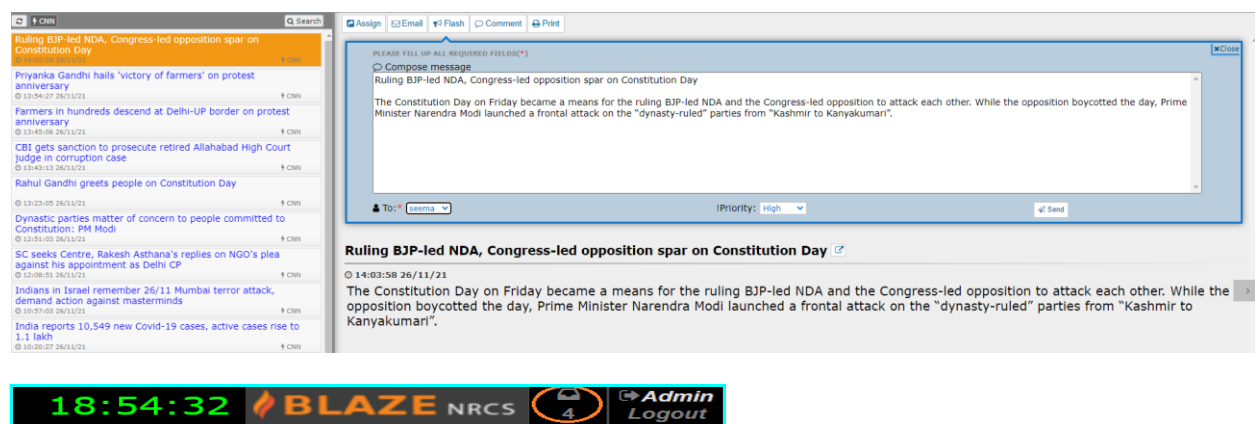 CNN
Search
Ruling BJP-led NDA, Congress-led opposition spar on
Constitution Day
14:03:58 26/11/21 CNN
Priyanka Gandhi hails 'victory of farmers' on protest
anniversary
13:54:27 26/11/21 CNN
Farmers in hundreds descend at Delhi-UP border on protest
anniversary
13:45:06 26/11/21 CNN
CBI gets sanction to prosecute retired Allahabad High Court
judge in corruption case
13:43:13 26/11/21 CNN
Rahul Gandhi greets people on Constitution Day
13:23:05 26/11/21 CNN
Dynastic parties matter of concern to people committed to
Constitution: PM Modi
12:51:03 26/11/21 CNN
SC seeks Centre, Rakesh Asthana's replies on NGO's plea
against his appointment as Delhi CP
12:08:51 26/11/21 CNN
Indians in Israel remember 26/11 Mumbai terror attack,
demand action against masterminds
10:57:03 26/11/21 CNN
India reports 10,549 new Covid-19 cases, active cases rise to
1.1 lakh
10:20:27 26/11/21 CNN
Assign Email Flash Comment Print
PLEASE FILL UP ALL REQUIRED FIELDS(*)
×Close
Compose message
Ruling BJP-led NDA, Congress-led opposition spar on Constitution Day
The Constitution Day on Friday became a means for the ruling BJP-led NDA and the Congress-led opposition to attack each other. While the opposition boycotted the day, Prime
Minister Narendra Modi launched a frontal attack on the “dynasty-ruled” parties from “Kashmir to Kanyakumari”.
To:* seema !Priority: High Send
Ruling BJP-led NDA, Congress-led opposition spar on Constitution Day
14:03:58 26/11/21
The Constitution Day on Friday became a means for the ruling BJP-led NDA and the Congress-led opposition to attack each other. While the
opposition boycotted the day, Prime Minister Narendra Modi launched a frontal attack on the “dynasty-ruled” parties from “Kashmir to
Kanyakumari”.
18:54:32 BLAZE NRCS 4 Admin
Logout